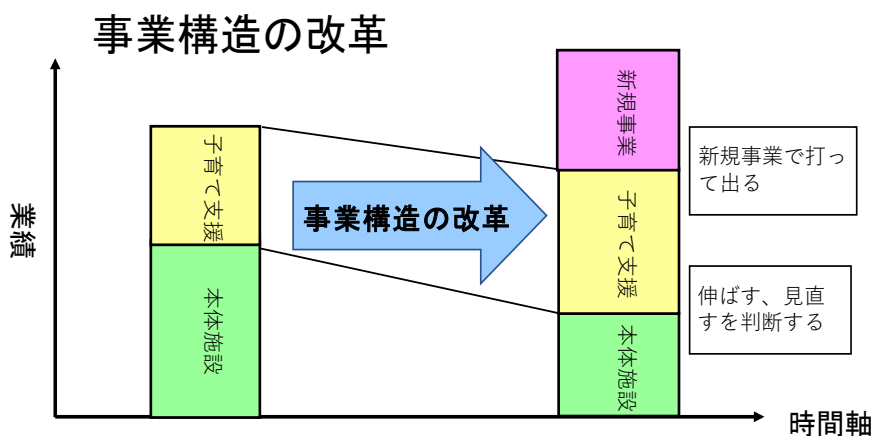 事業構造の改革
業績
子育て支援
本体施設
事業構造の改革
新規事業
子育て支援
本体施設
新規事業で打っ
て出る
伸ばす、見直
すを判断する
時間軸